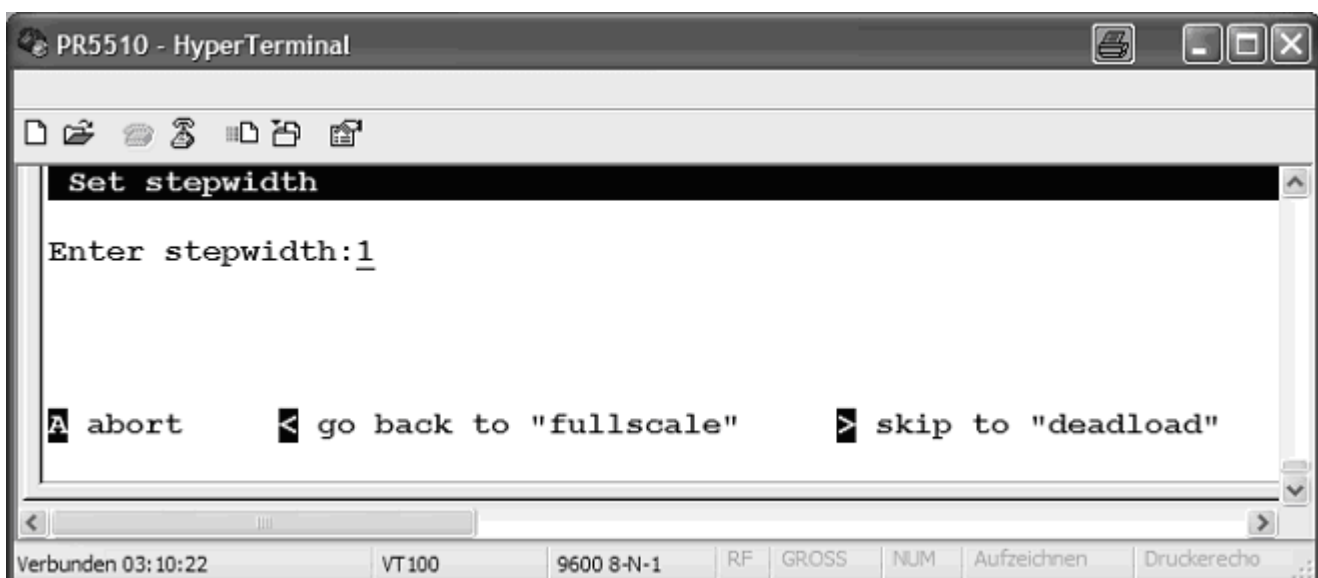 PR5510 - HyperTerminal
Set stepwidth
Enter stepwidth:1
A abort < go back to "fullscale" > skip to "deadload"
Verbunden 03:10:22 VT100 9600 8-N-1 RF GROSS NUM Aufzeichnen Druckerecho